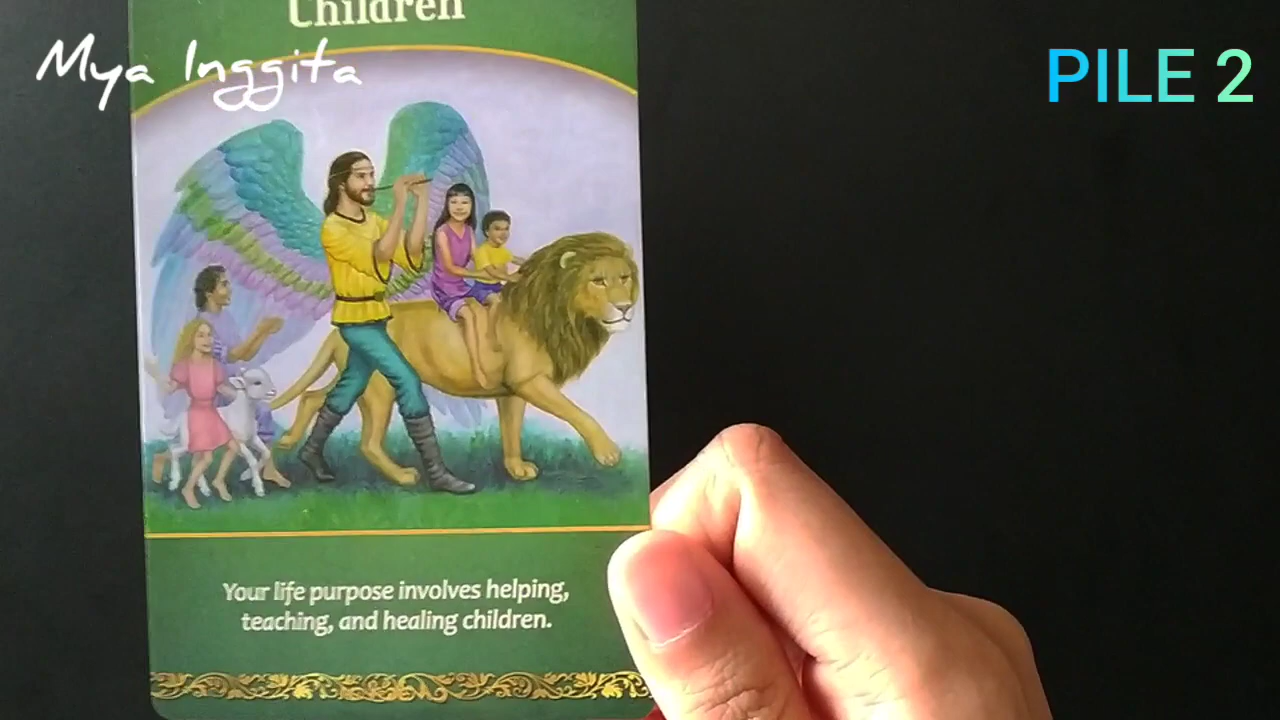 Children
Mya Inggita
PILE 2
Your life purpose involves helping,
teaching, and healing children.